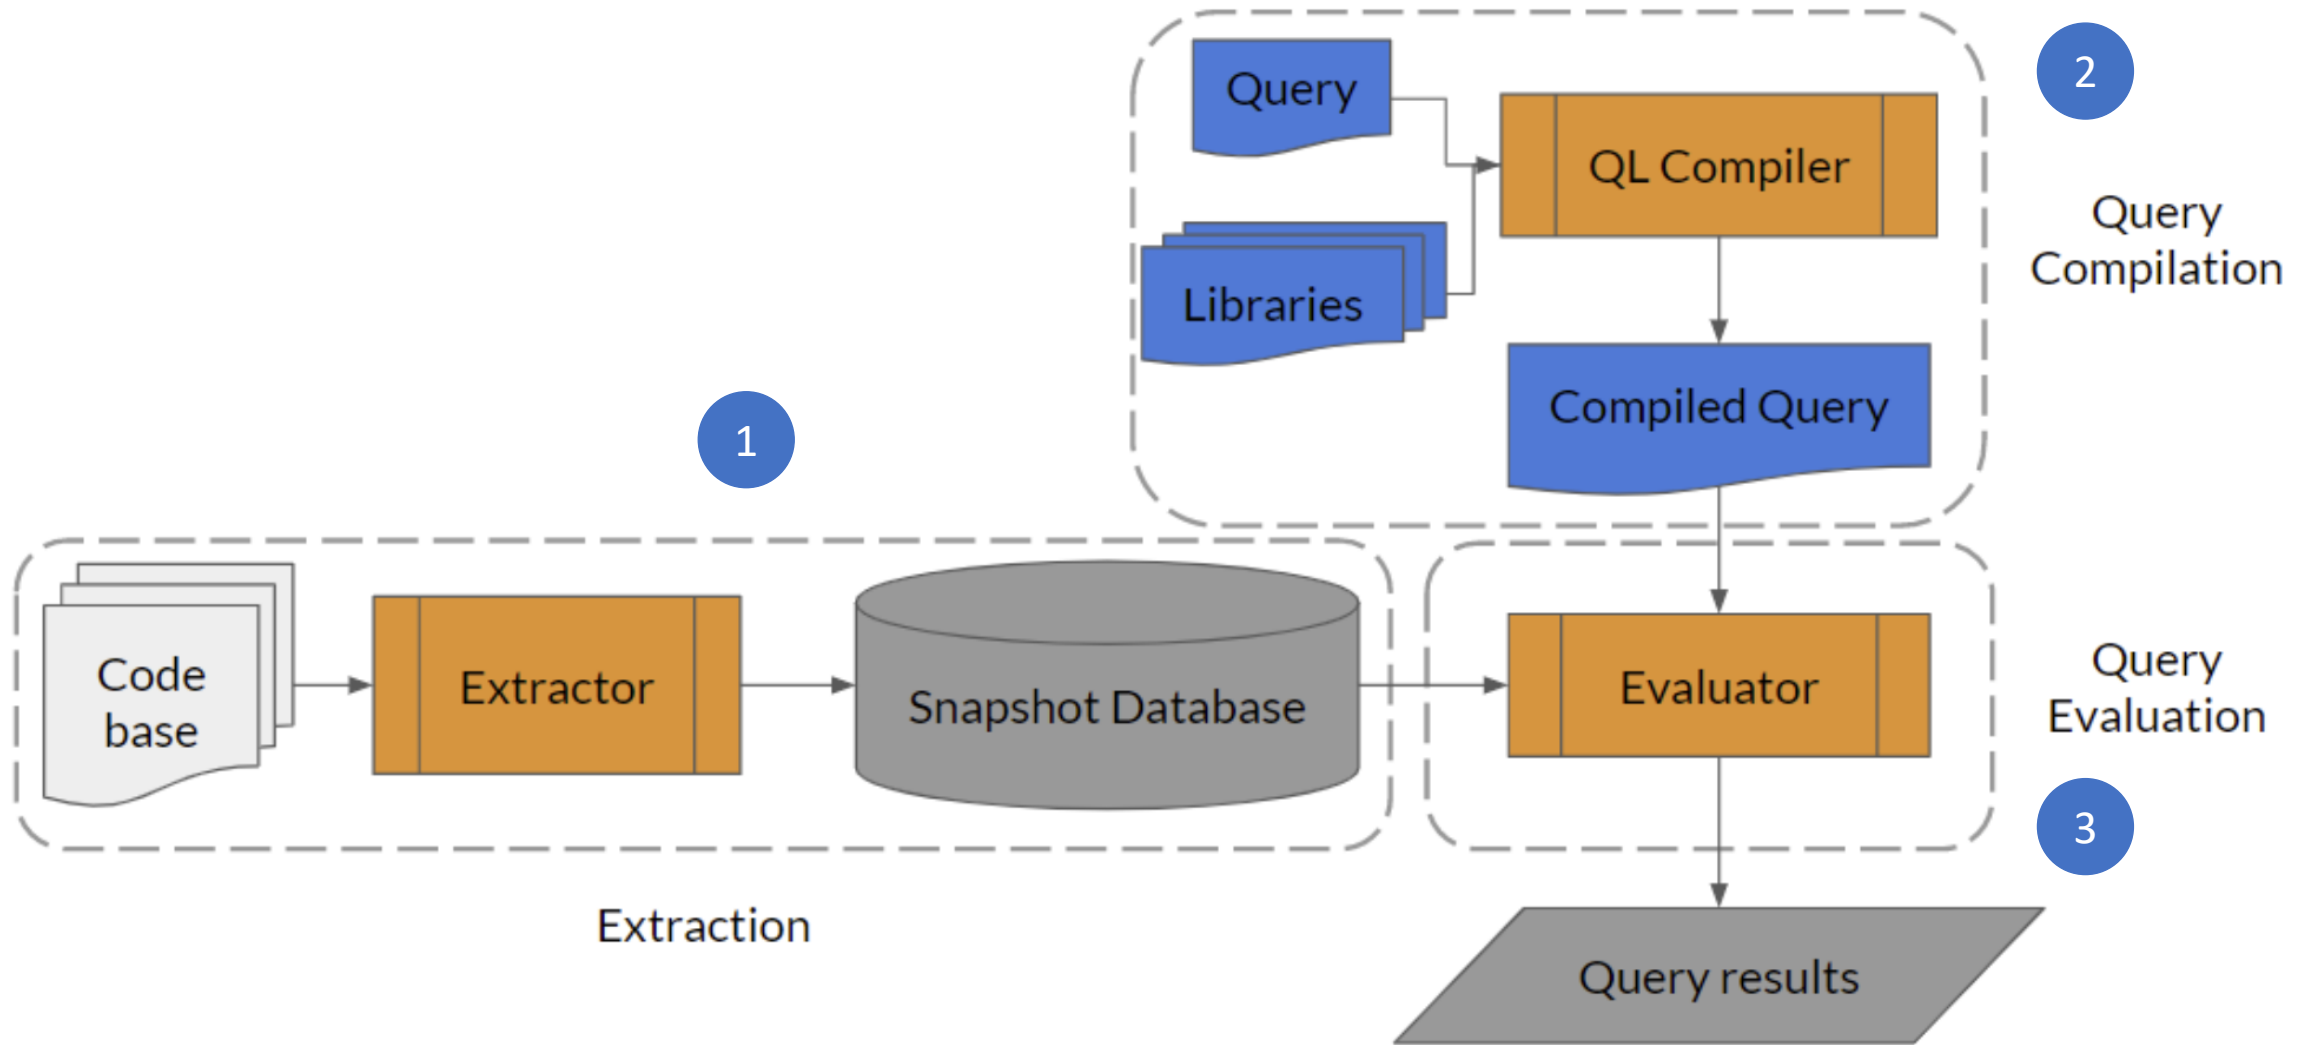 Query
2
QL Compiler
Query
Compilation
Libraries
Compiled Query
1
Code
base
Extractor
Snapshot Database
Evaluator
Query
Evaluation
3
Extraction
Query results